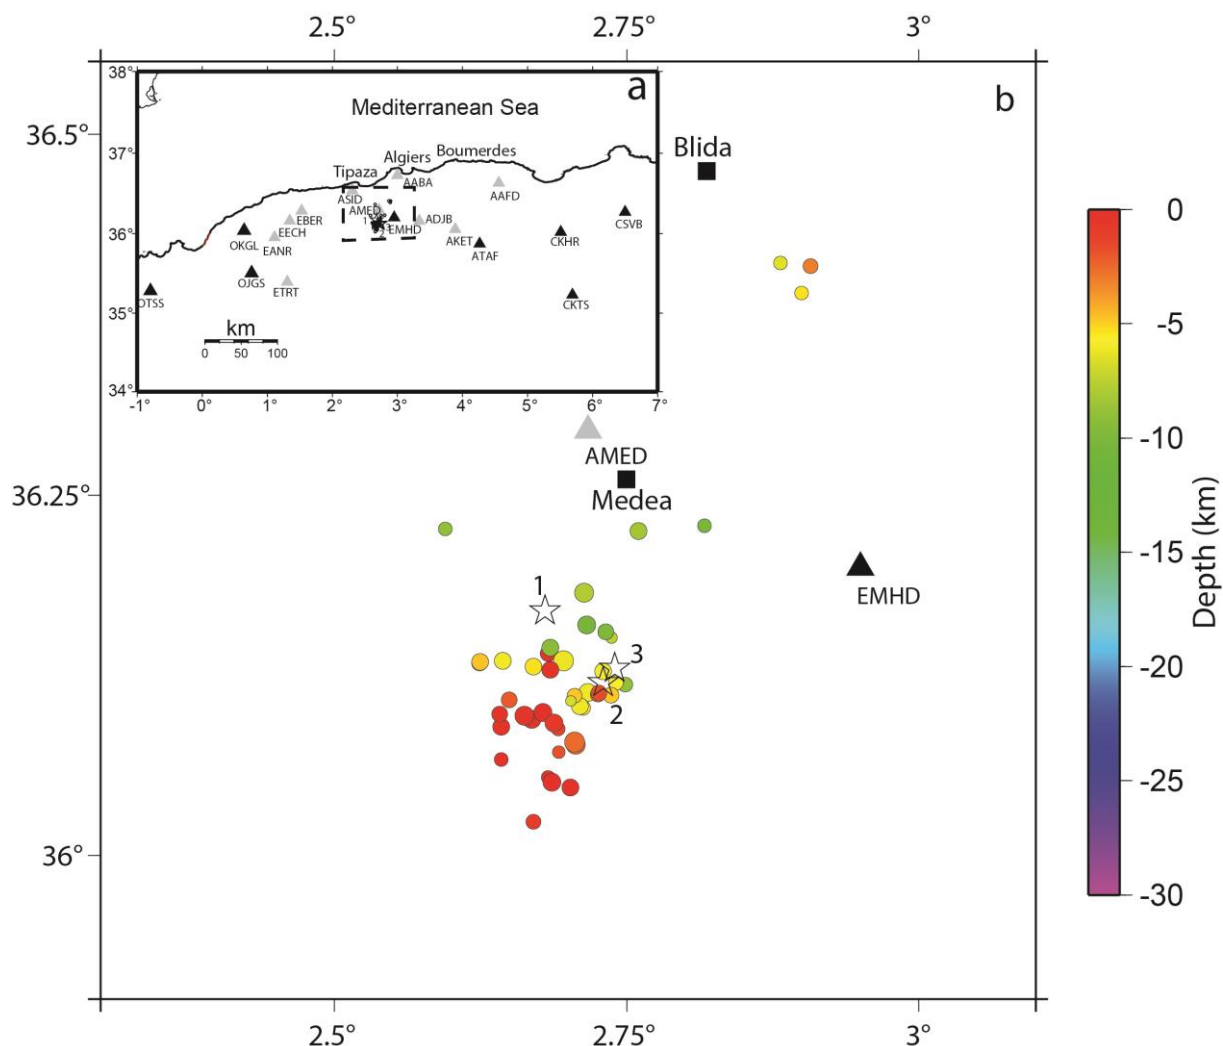 2.5° 2.75° 3°
38° a
Mediterranean Sea b
36.5°
Blida
37° Algiers Boumerdes
Tipaza
AABA
ASID AAFD
AMED
EBER 1 ADJB CSVB
EECH EMHD
36° 2
OKGL EANR AKET CKHR
ATAF
OJGS ETRT
OTSS CKTS
35°
km
0 50 100
34°
-1° 0° 1° 2° 3° 4° 5° 6° 7°
0
-5
-10
-15
-20
-25
-30
Depth (km)
AMED
36.25°
Medea
1
EMHD
3
2
36°
2.5° 2.75° 3°